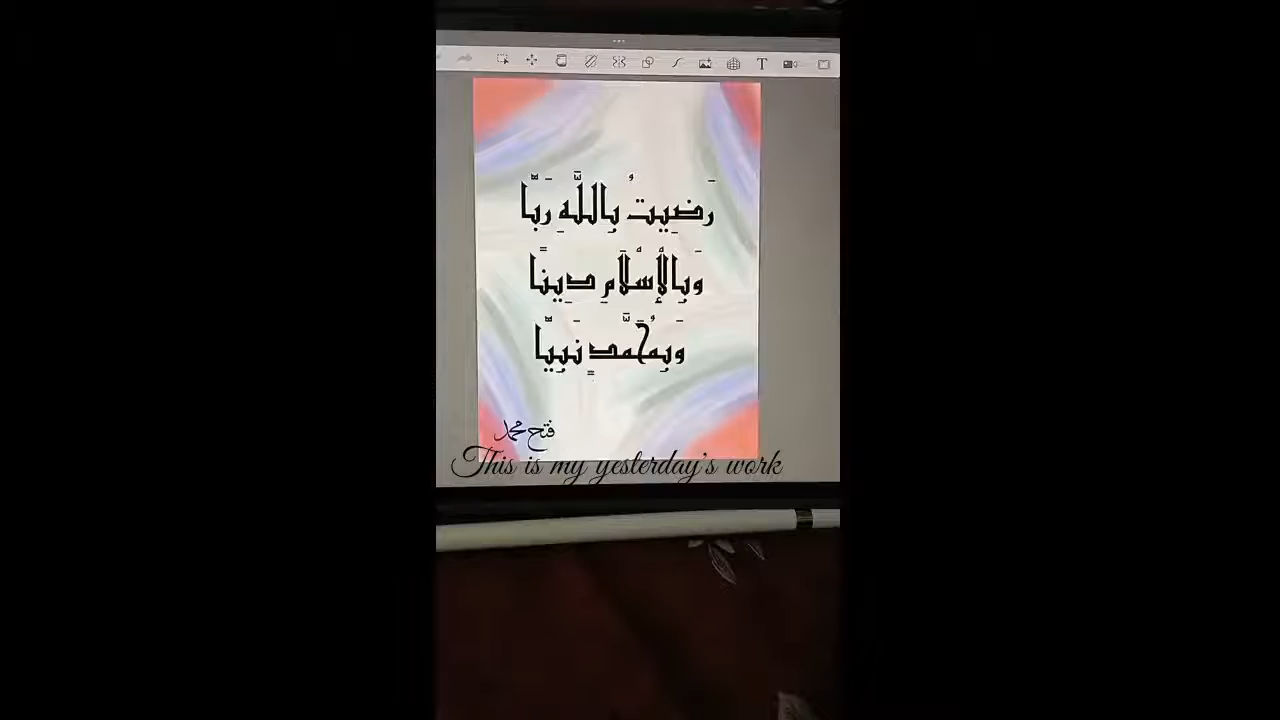 رَضِيتُ بِاللَّهِ رَبًّا
وَبِالْأِسْلَامِ دِينًا
وَبِمُحَمَّدٍ نَبِيًّا
فتح محمد
This is my yesterday's work